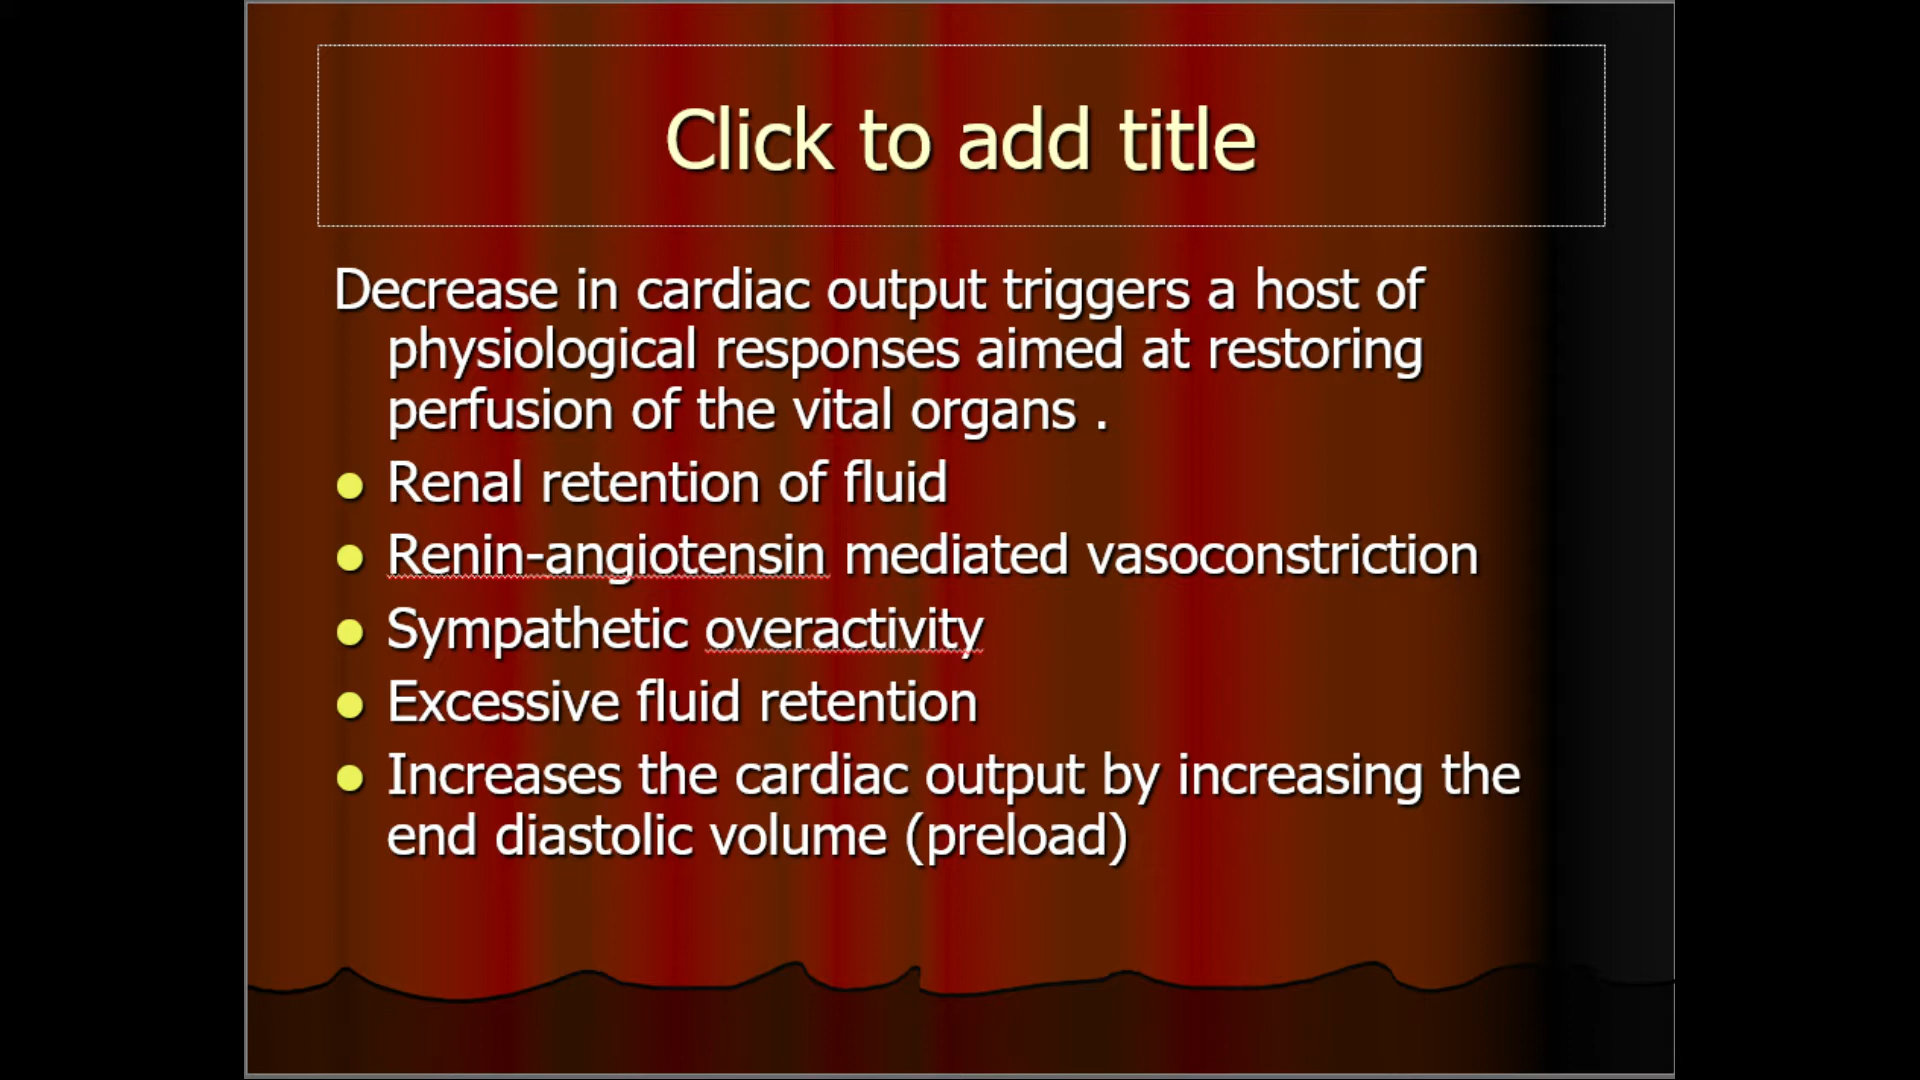 Click to add title
Decrease in cardiac output triggers a host of
physiological responses aimed at restoring
perfusion of the vital organs .
Renal retention of fluid
Renin-angiotensin mediated vasoconstriction
Sympathetic overactivity
Excessive fluid retention
Increases the cardiac output by increasing the
end diastolic volume (preload)